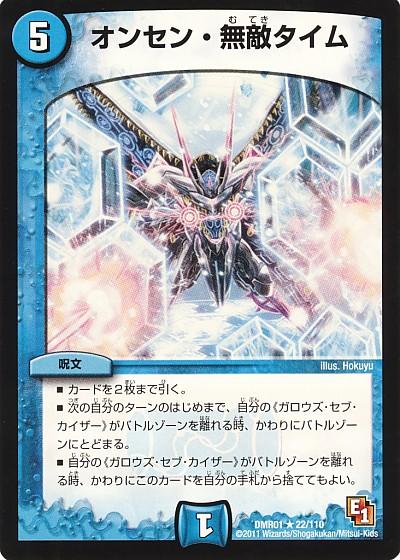 5
むてき
オンセン・無敵タイム
呪文
Illus. Hokuyu
■カードを2枚まで引く。
■次の自分のターンのはじめまで、自分の《ガロウズ・セブ・
カイザー》がバトルゾーンを離れる時、かわりにバトルゾー
ンにとどまる。
■自分の《ガロウズ・セブ・カイザー》がバトルゾーンを離れ
る時、かわりにこのカードを自分の手札から捨ててもよい。
1
DMR01 ★ 22/110
©2011 Wizards/Shogakukan/Mitsui-Kids
E1